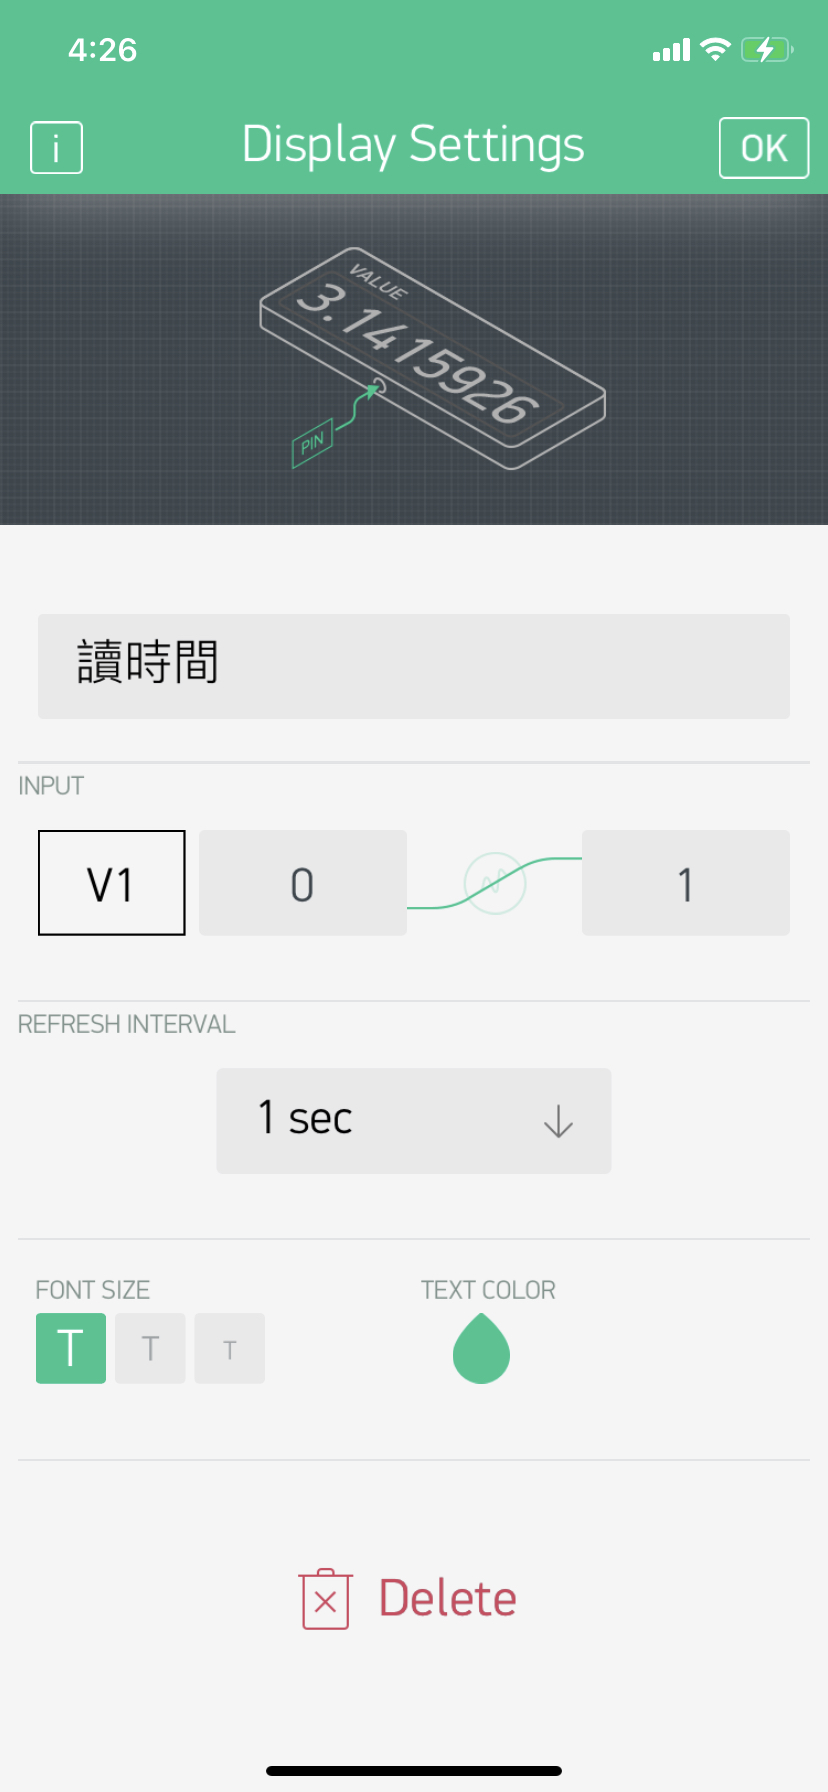 4:26
i
Display Settings
OK
VALUE
3.1415926
PIN
讀時間
INPUT
V1
0
1
REFRESH INTERVAL
1 sec
FONT SIZE
TEXT COLOR
T
T
T
Delete